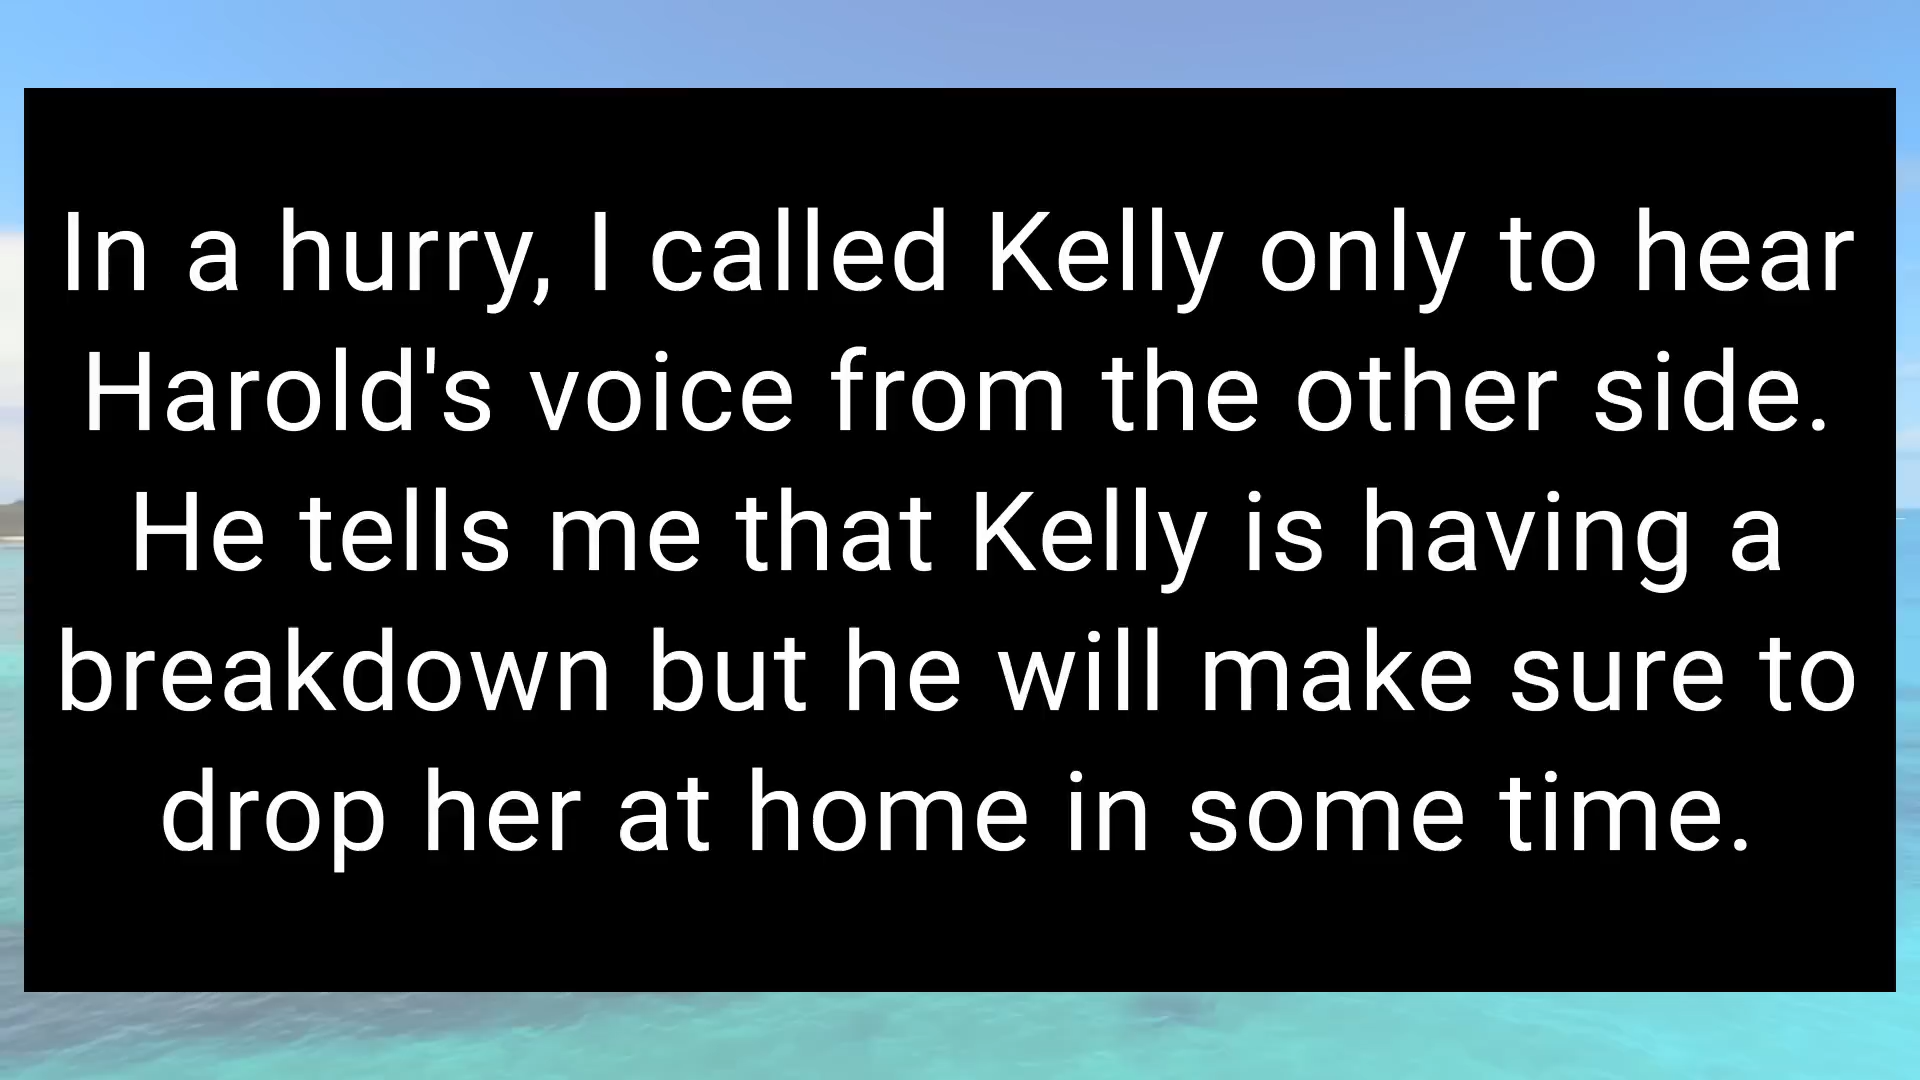 In a hurry, I called Kelly only to hear
Harold's voice from the other side.
He tells me that Kelly is having a
breakdown but he will make sure to
drop her at home in some time.